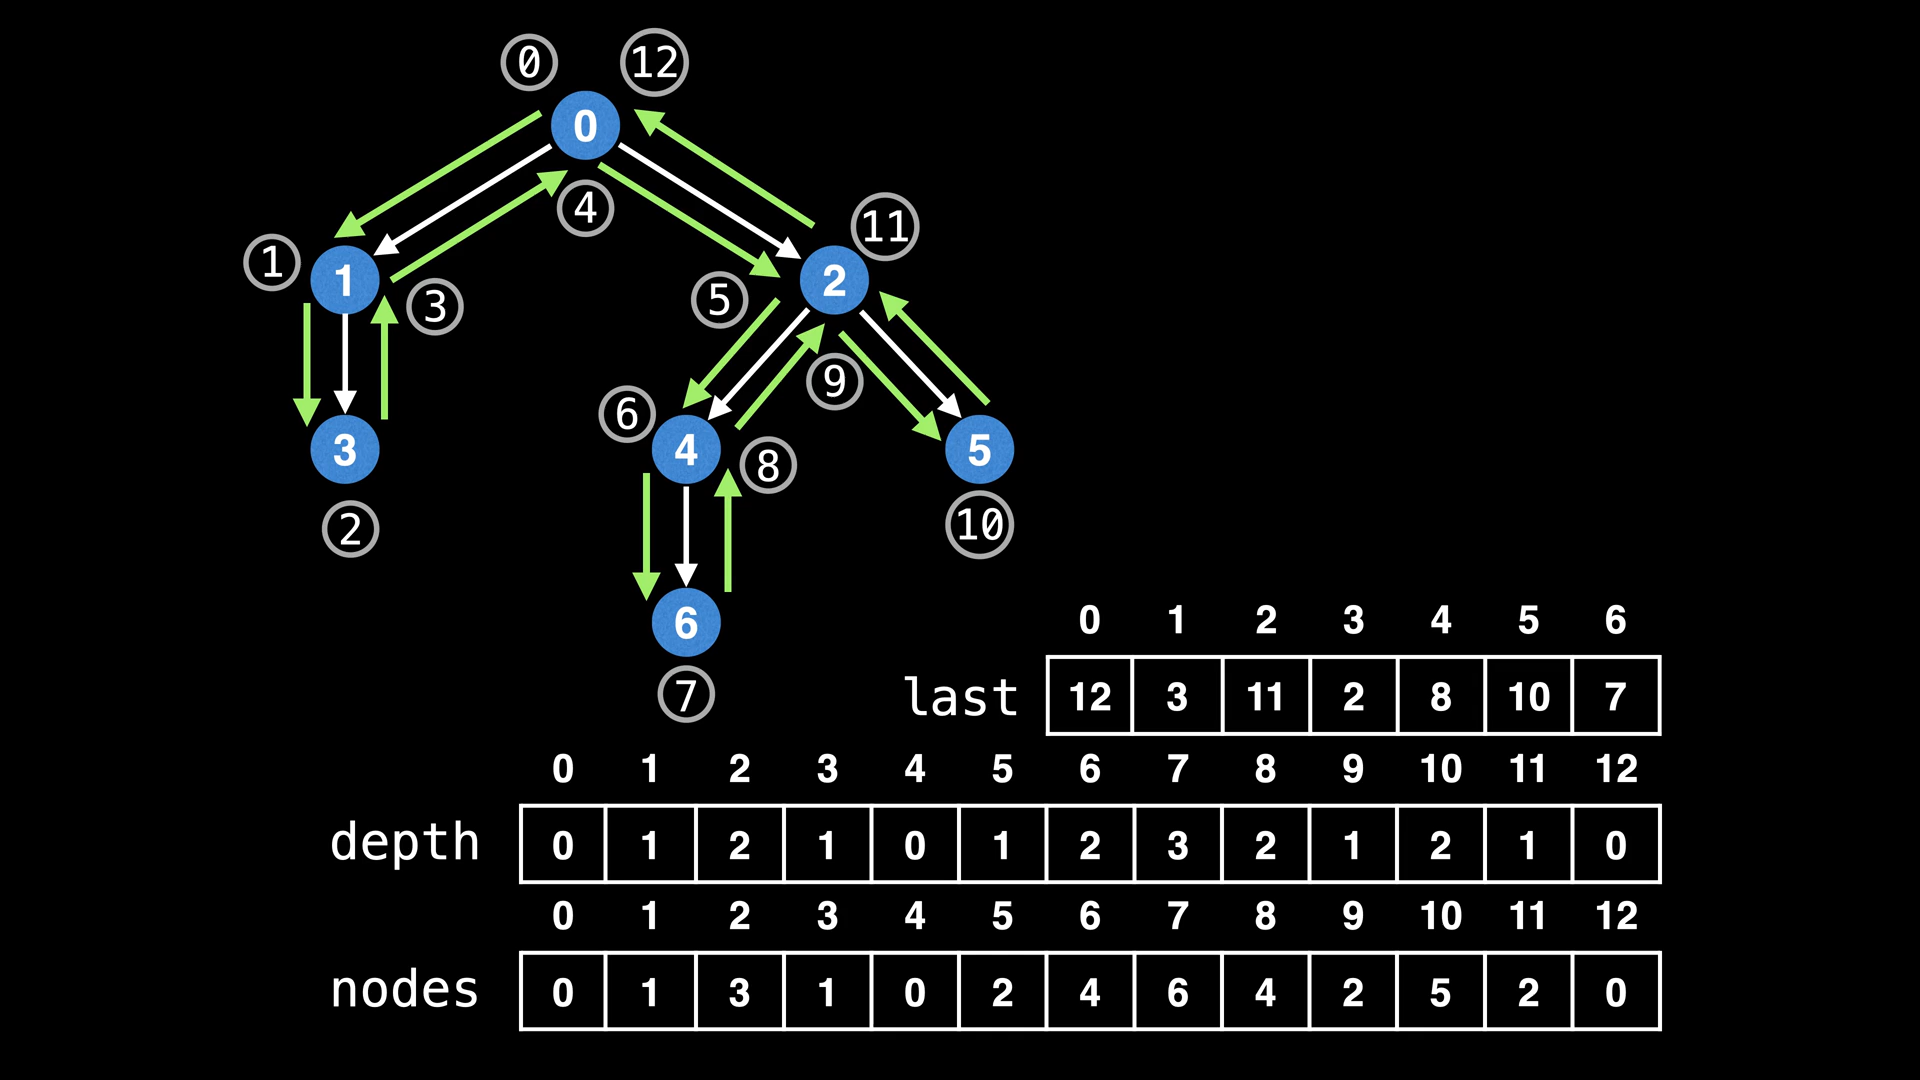 0 12
0
4
11
1 1 2
3 5
9
6
3 4 5
8
2 10
6
7
0 1 2 3 4 5 6
last 12 3 11 2 8 10 7
0 1 2 3 4 5 6 7 8 9 10 11 12
depth 0 1 2 1 0 1 2 3 2 1 2 1 0
0 1 2 3 4 5 6 7 8 9 10 11 12
nodes 0 1 3 1 0 2 4 6 4 2 5 2 0